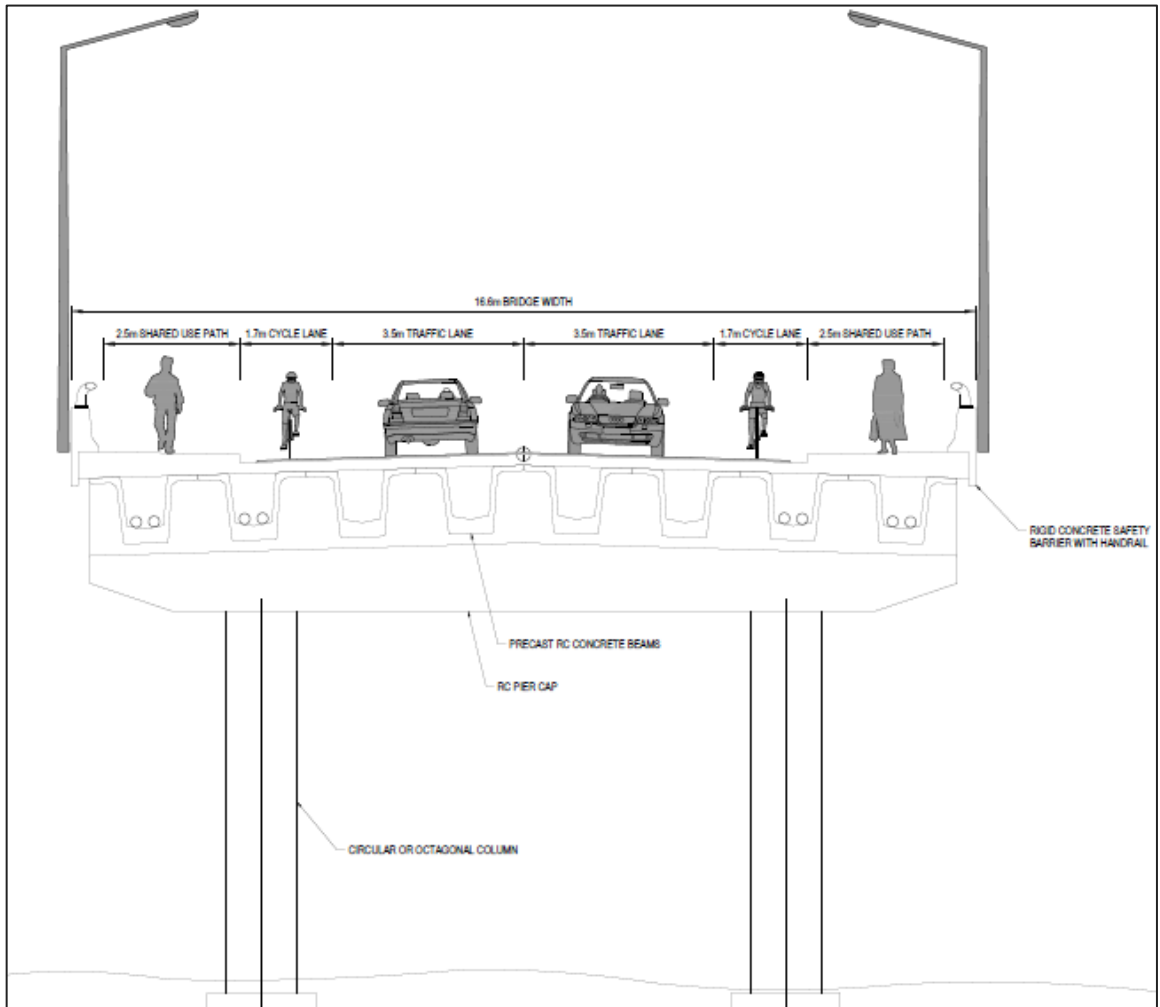 16.6m BRIDGE WIDTH
2.5m SHARED USE PATH
1.7m CYCLE LANE
3.5m TRAFFIC LANE
3.5m TRAFFIC LANE
1.7m CYCLE LANE
2.5m SHARED USE PATH
RIGID CONCRETE SAFETY
BARRIER WITH HANDRAIL
PRECAST RC CONCRETE BEAMS
RC PIER CAP
CIRCULAR OR OCTAGONAL COLUMN